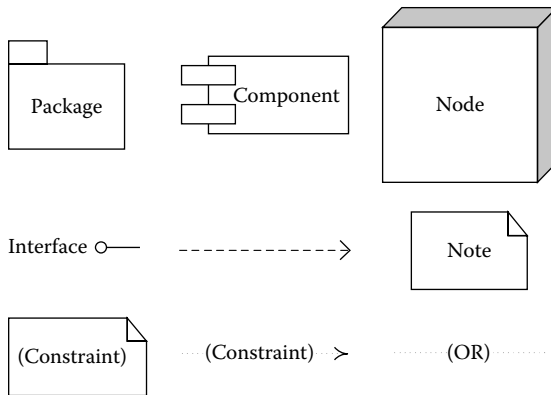 Package
Component
Node
Interface
Note
(Constraint)
(Constraint)
(OR)